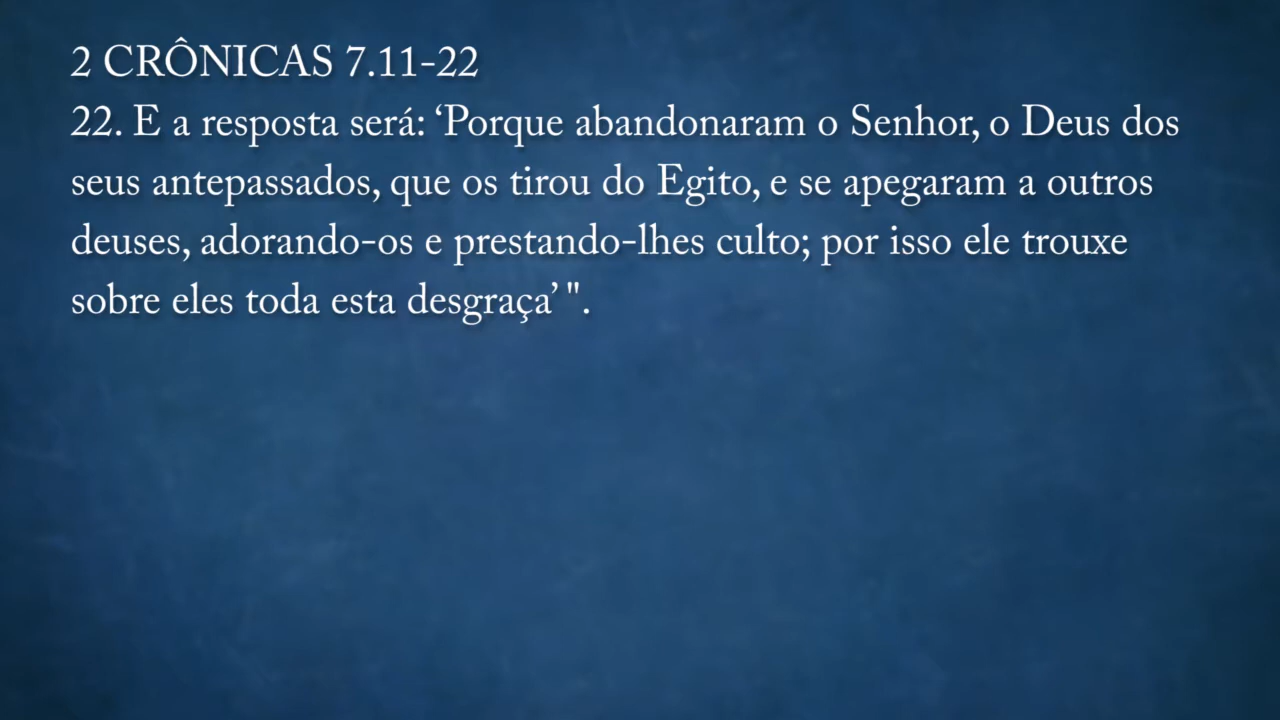 2 CRÔNICAS 7.11-22
22. E a resposta será: ‘Porque abandonaram o Senhor, o Deus dos
seus antepassados, que os tirou do Egito, e se apegaram a outros
deuses, adorando-os e prestando-lhes culto; por isso ele trouxe
sobre eles toda esta desgraça’ ".